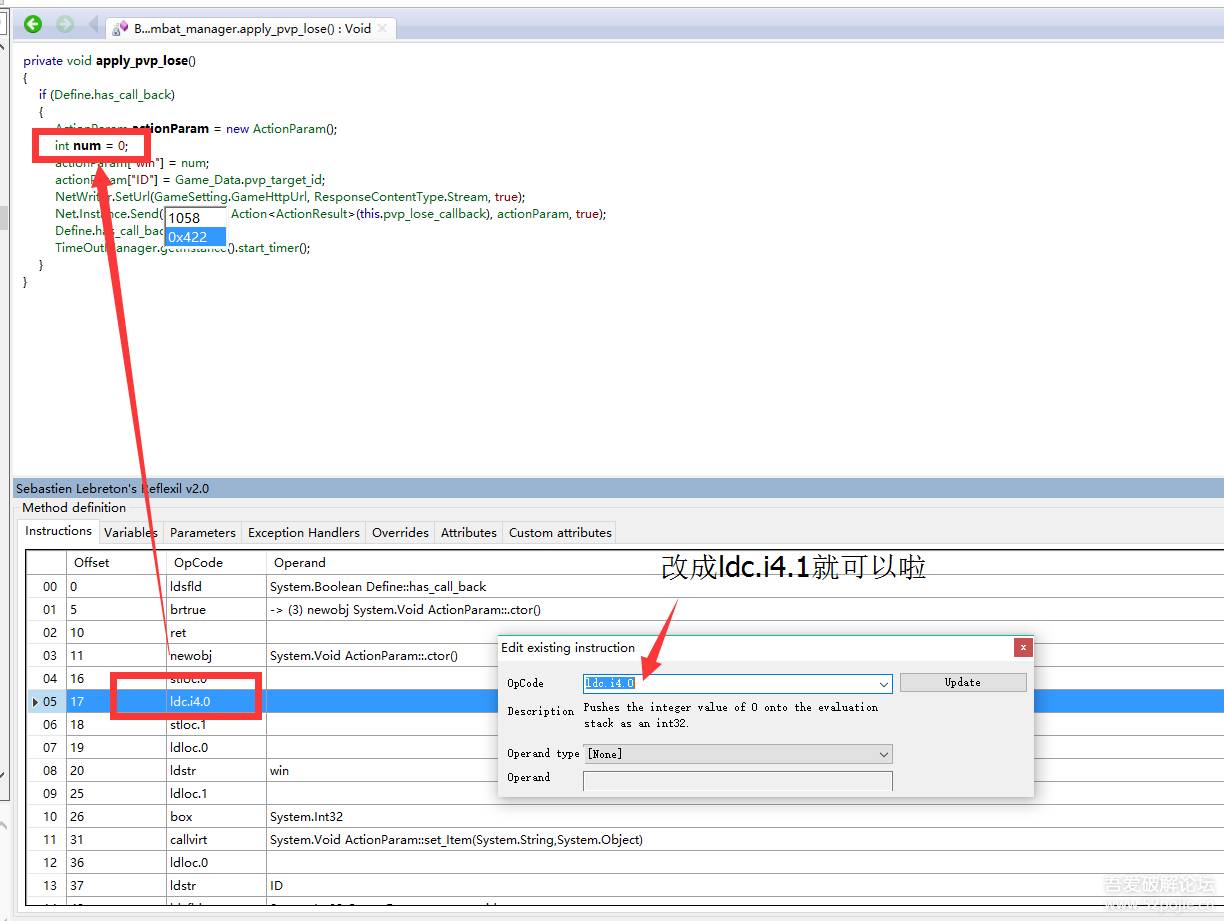 B...mbat_manager.apply_pvp_lose() : Void
private void apply_pvp_lose()
{
if (Define.has_call_back)
{
ActionParam actionParam = new ActionParam();
int num = 0;
actionParam["win"] = num;
actionParam["ID"] = Game_Data.pvp_target_id;
NetWriter.SetUrl(GameSetting.GameHttpUrl, ResponseContentType.Stream, true);
Net.Instance.Send( Action<ActionResult>(this.pvp_lose_callback), actionParam, true);
1058
Define.has_call_bac
0x422
TimeOutManager.getInstance().start_timer();
}
}
Sebastien Lebreton's Reflexil v2.0
Method definition
Instructions Variables Parameters Exception Handlers Overrides Attributes Custom attributes
Offset OpCode Operand
00 0 ldsfld System.Boolean Define::has_call_back
01 5 brtrue -> (3) newobj System.Void ActionParam::.ctor()
02 10 ret
03 11 newobj System.Void ActionParam::.ctor()
04 16 stloc.0
05 17 ldc.i4.0
06 18 stloc.1
07 19 ldloc.0
08 20 ldstr win
09 25 ldloc.1
10 26 box System.Int32
11 31 callvirt System.Void ActionParam::set_Item(System.String,System.Object)
12 36 ldloc.0
13 37 ldstr ID
改成ldc.i4.1就可以啦
Edit existing instruction
x
OpCode ldc.i4.0 Update
Description Pushes the integer value of 0 onto the evaluation
stack as an int32.
Operand type [None]
Operand
吾爱破解论坛
www.52pojie.cn